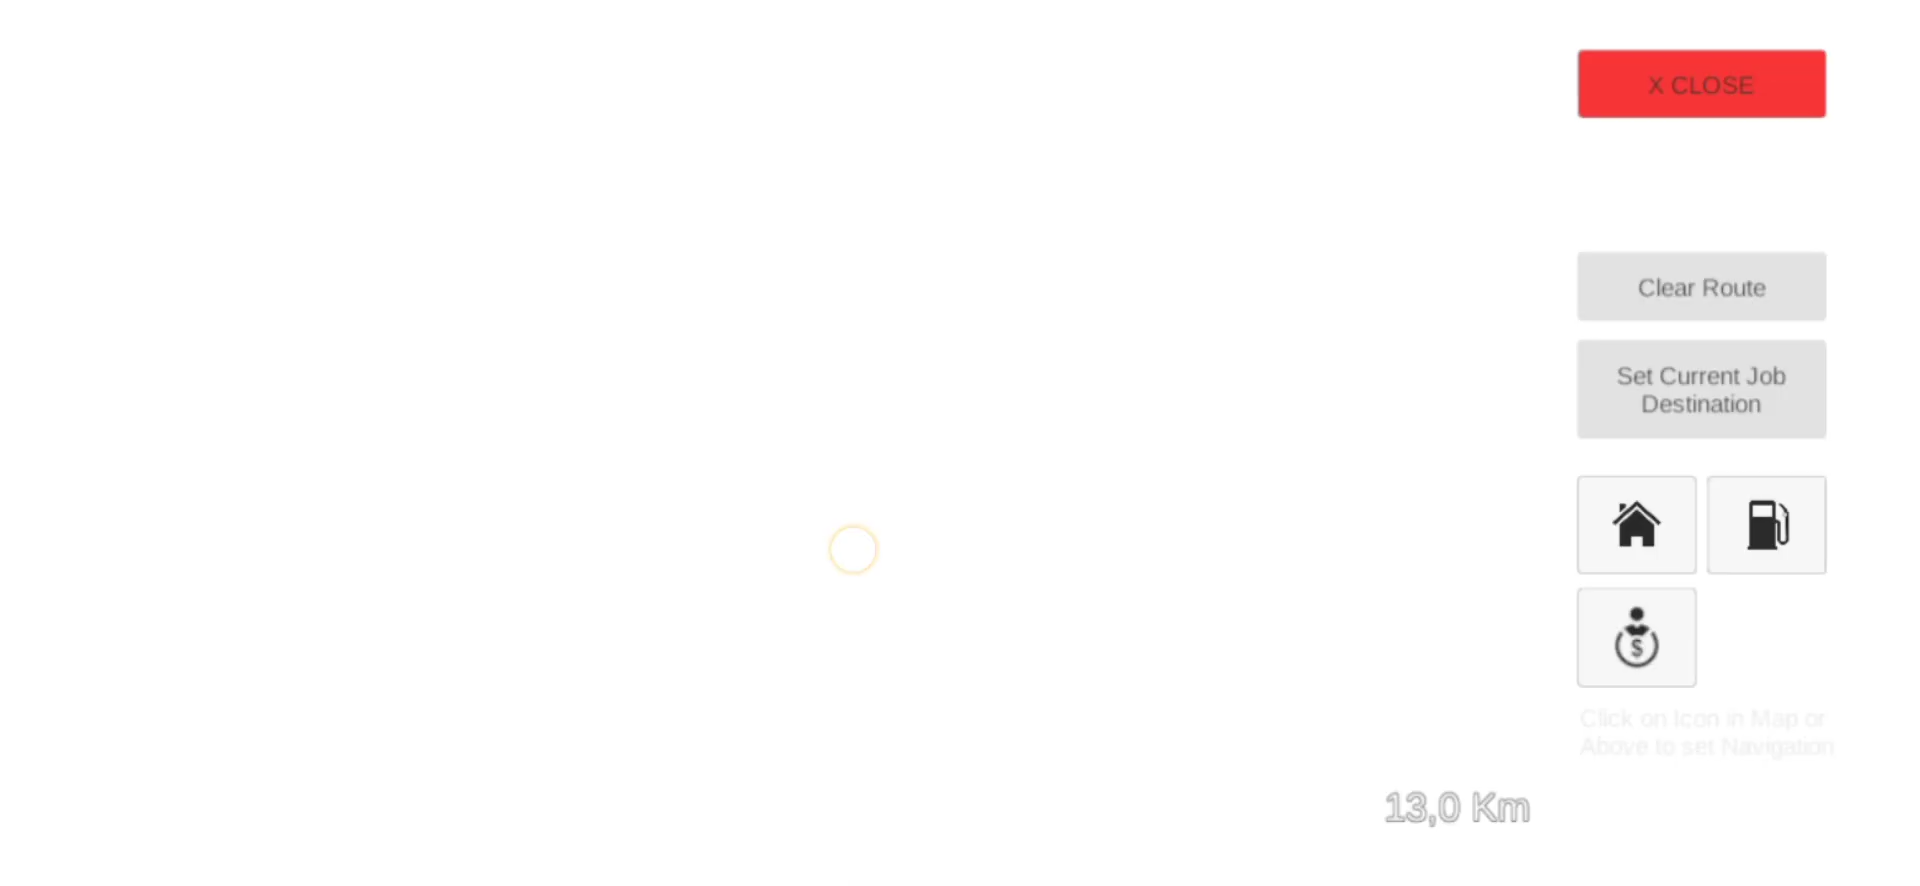 X CLOSE
Clear Route
Set Current Job
Destination
$
Click on Icon in Map or
Above to set Navigation
13,0 Km